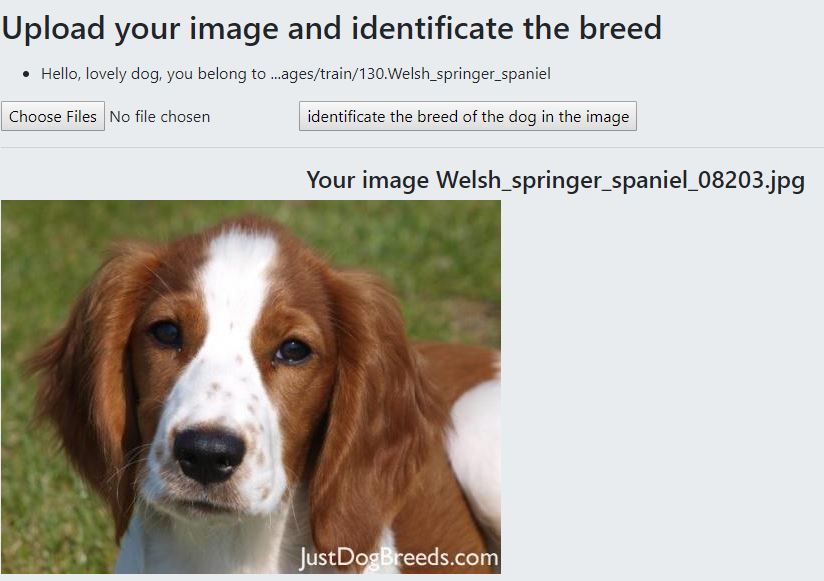 Upload your image and identificate the breed
Hello, lovely dog, you belong to ...ages/train/130.Welsh_springer_spaniel
Choose Files No file chosen identificate the breed of the dog in the image
Your image Welsh_springer_spaniel_08203.jpg
JustDogBreeds.com